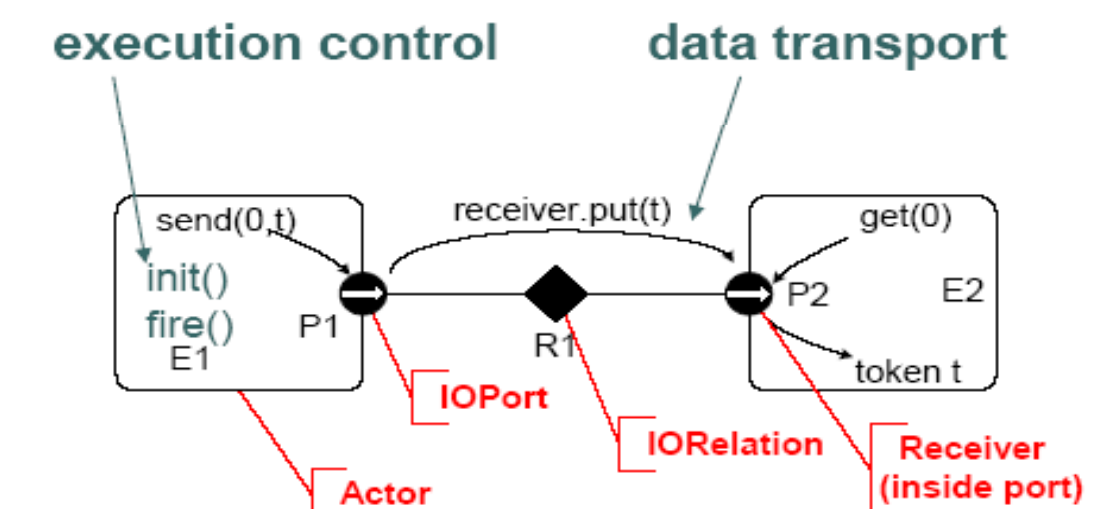 execution control
data transport
send(0,t)
receiver.put(t)
get(0)
init()
fire()
E1
P1
R1
P2
E2
token t
IOPort
IORelation
Receiver
(inside port)
Actor